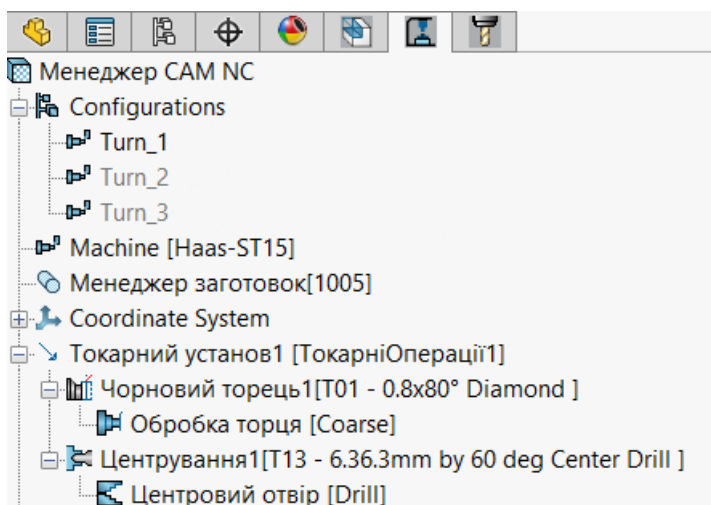 Менеджер CAM NC
Configurations
Turn_1
Turn_2
Turn_3
Machine [Haas-ST15]
Менеджер заготовок[1005]
Coordinate System
Токарний установ1 [ТокарніОперації1]
Чорновий торець1[T01 - 0.8x80° Diamond ]
Обробка торця [Coarse]
Центрування1[T13 - 6.36.3mm by 60 deg Center Drill ]
Центровий отвір [Drill]